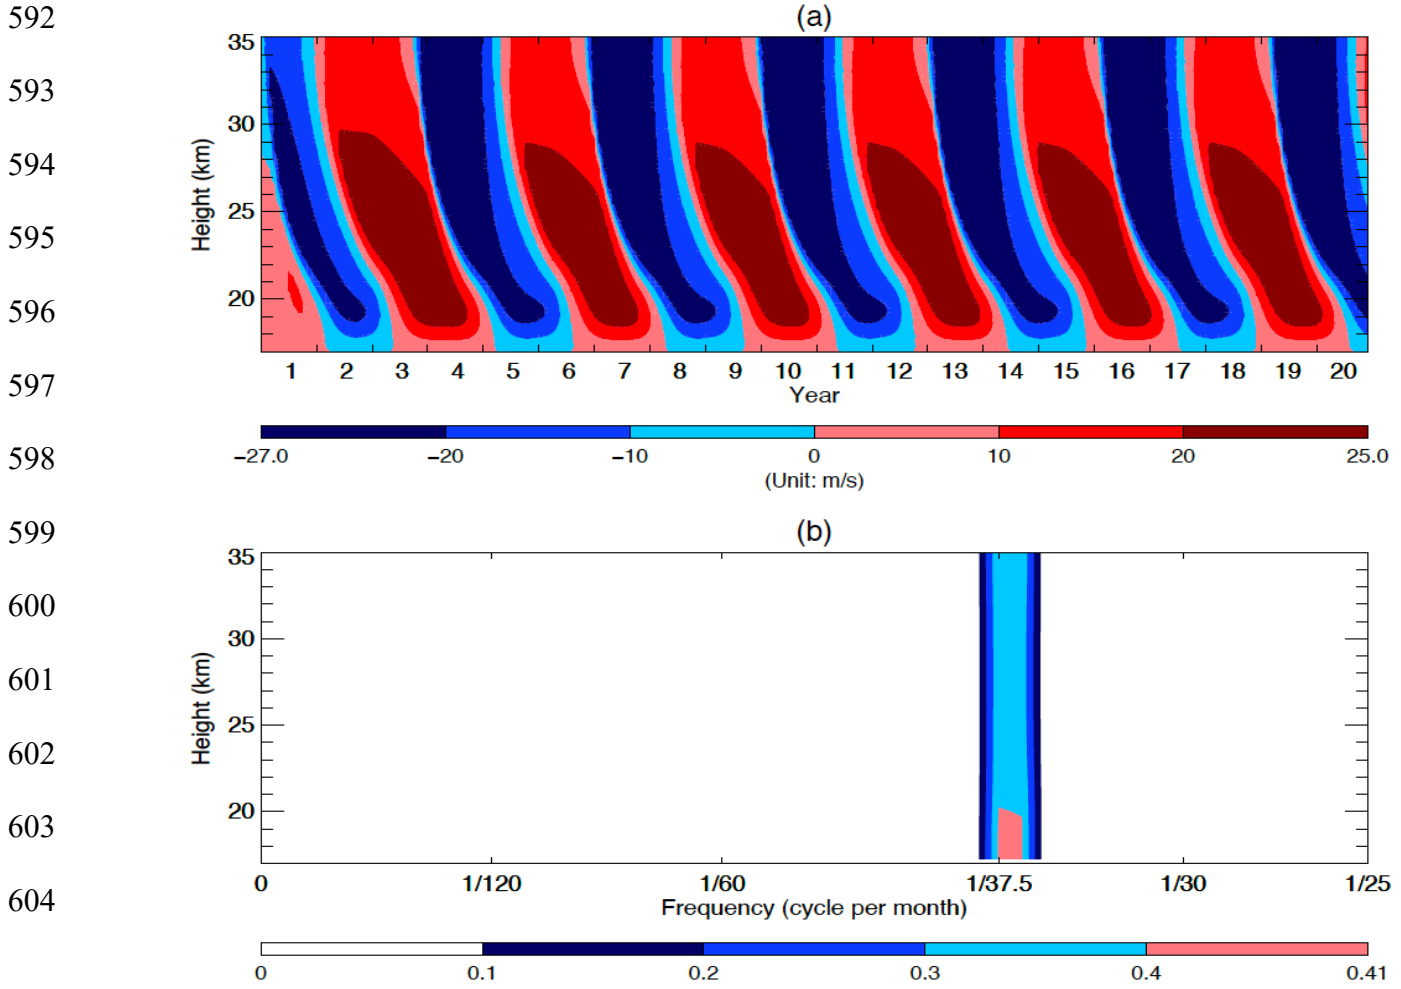 592
(a)
593
594
595
596
597
598
599
600
601
602
603
604
35
30
25
20
Height (km)
1 2 3 4 5 6 7 8 9 10 11 12 13 14 15 16 17 18 19 20
Year
−27.0 −20 −10 0 10 20 25.0
(Unit: m/s)
(b)
35
30
25
20
Height (km)
0 1/120 1/60 1/37.5 1/30 1/25
Frequency (cycle per month)
0 0.1 0.2 0.3 0.4 0.41